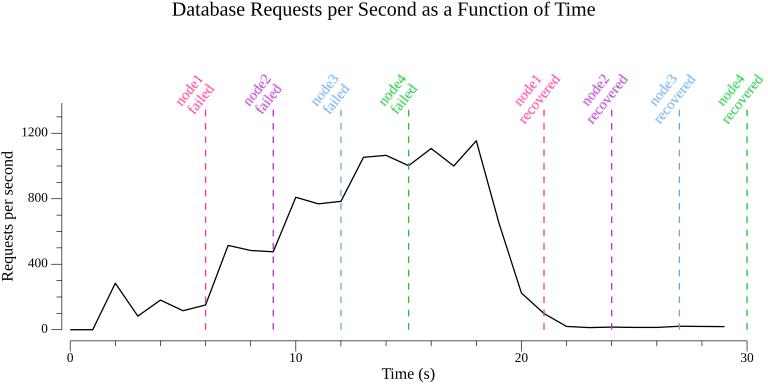 Database Requests per Second as a Function of Time
node1
failed
node2
failed
node3
failed
node4
failed
node1
recovered
node2
recovered
node3
recovered
node4
recovered
Requests per second
1200
800
400
0
0
10
20
30
Time (s)